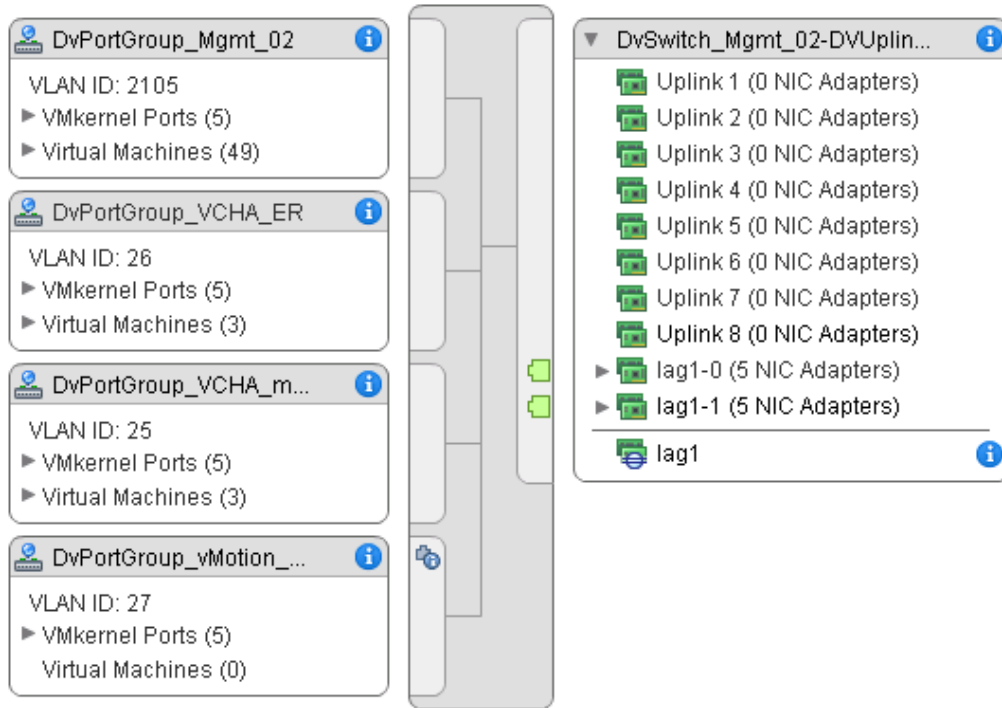 DvPortGroup_Mgmt_02
VLAN ID: 2105
VMkernel Ports (5)
Virtual Machines (49)
DvPortGroup_VCHA_ER
VLAN ID: 26
VMkernel Ports (5)
Virtual Machines (3)
DvPortGroup_VCHA_m...
VLAN ID: 25
VMkernel Ports (5)
Virtual Machines (3)
DvPortGroup_vMotion_...
VLAN ID: 27
VMkernel Ports (5)
Virtual Machines (0)
DvSwitch_Mgmt_02-DVUplin...
Uplink 1 (0 NIC Adapters)
Uplink 2 (0 NIC Adapters)
Uplink 3 (0 NIC Adapters)
Uplink 4 (0 NIC Adapters)
Uplink 5 (0 NIC Adapters)
Uplink 6 (0 NIC Adapters)
Uplink 7 (0 NIC Adapters)
Uplink 8 (0 NIC Adapters)
lag1-0 (5 NIC Adapters)
lag1-1 (5 NIC Adapters)
lag1